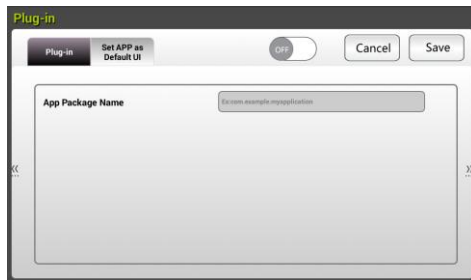 Plug-in
Plug-in
Set APP as
Default UI
OFF
Cancel
Save
App Package Name
Ex:com.example.myapplication
«
»